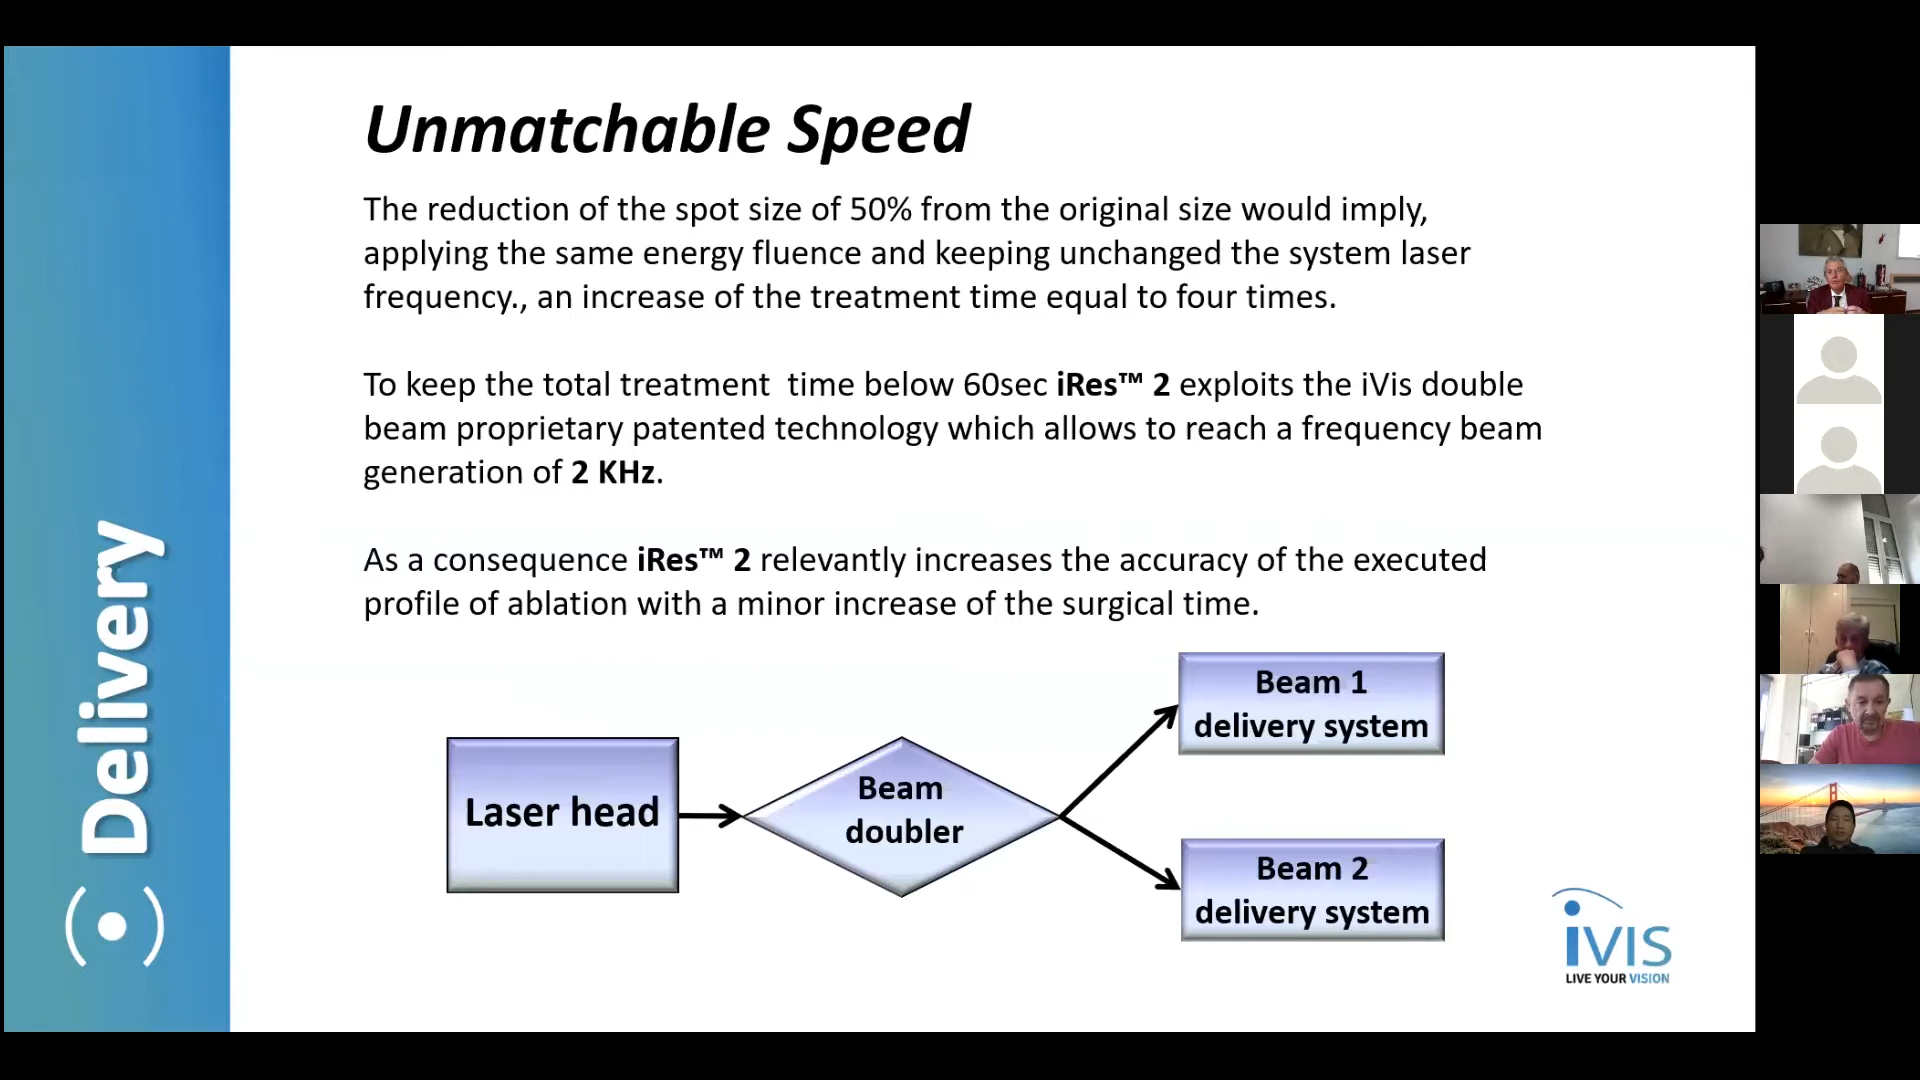 Unmatchable Speed
The reduction of the spot size of 50% from the original size would imply,
applying the same energy fluence and keeping unchanged the system laser
frequency., an increase of the treatment time equal to four times.
To keep the total treatment  time below 60sec iRes™ 2 exploits the iVis double
beam proprietary patented technology which allows to reach a frequency beam
generation of 2 KHz.
As a consequence iRes™ 2 relevantly increases the accuracy of the executed
profile of ablation with a minor increase of the surgical time.
Laser head
Beam
doubler
Beam 1
delivery system
Beam 2
delivery system
Delivery
iVIS
LIVE YOUR VISION